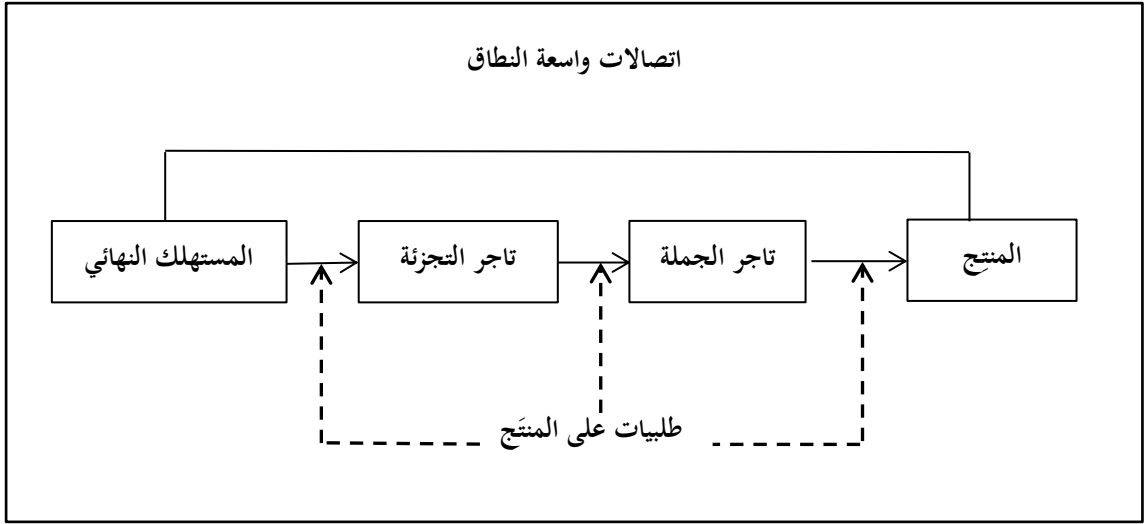 اتصالات واسعة النطاق
المنتِج
تاجر الجملة
تاجر التجزئة
المستهلك النهائي
طلبيات على المنتَج